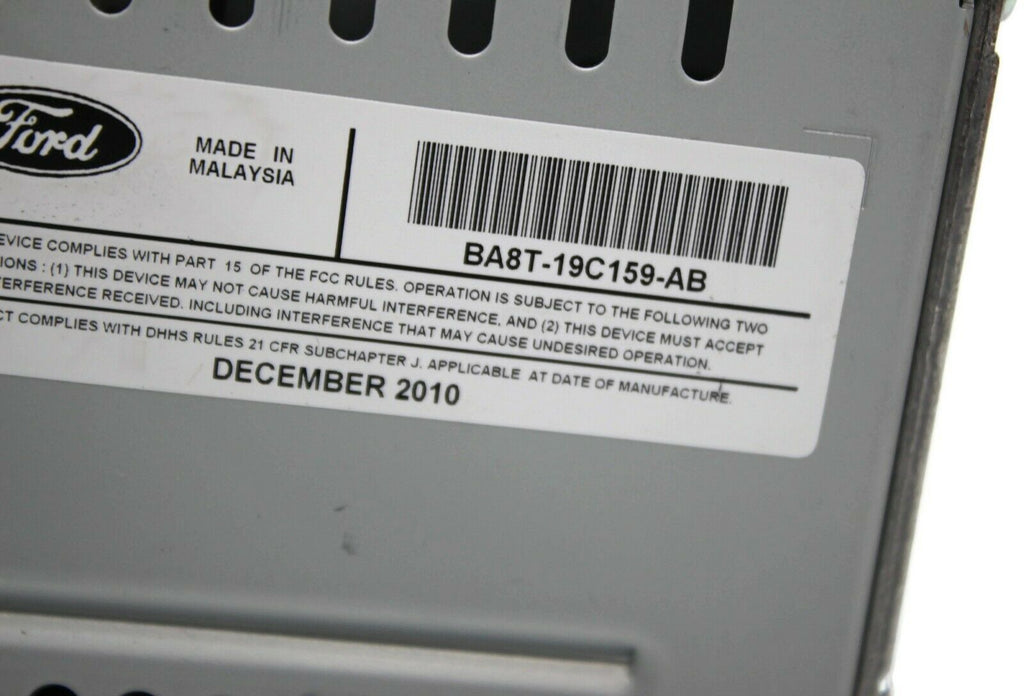 Ford
MADE IN
MALAYSIA
BA8T-19C159-AB
EVICE COMPLIES WITH PART 15 OF THE FCC RULES. OPERATION IS SUBJECT TO THE FOLLOWING TWO
IONS : (1) THIS DEVICE MAY NOT CAUSE HARMFUL INTERFERENCE, AND (2) THIS DEVICE MUST ACCEPT
TERFERENCE RECEIVED. INCLUDING INTERFERENCE THAT MAY CAUSE UNDESIRED OPERATION.
CT COMPLIES WITH DHHS RULES 21 CFR SUBCHAPTER J. APPLICABLE AT DATE OF MANUFACTURE.
DECEMBER 2010